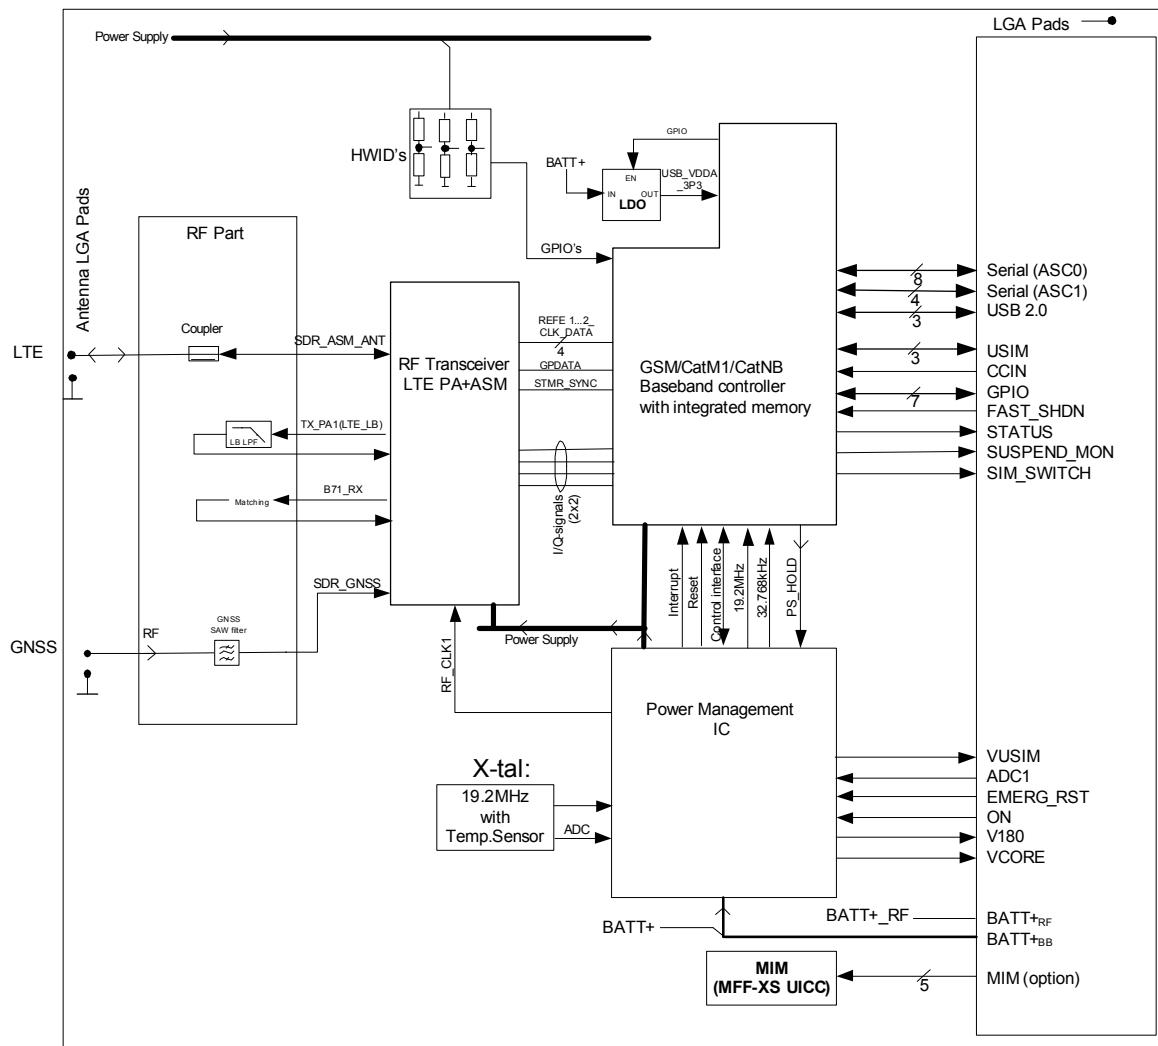 LGA Pads
Power Supply
HWID's
GPIO
BATT+
EN
IN
OUT
LDO
USB_VDDA
_3P3
GPIO's
Antenna LGA Pads
RF Part
Coupler
LTE
SDR_ASM_ANT
RF Transceiver
LTE PA+ASM
REFE 1...2_
CLK_DATA
4
GPDATA
STMR_SYNC
GSM/CatM1/CatNB
Baseband controller
with integrated memory
8
Serial (ASC0)
4
Serial (ASC1)
3
USB 2.0
3
USIM
CCIN
7
GPIO
FAST_SHDN
STATUS
SUSPEND_MON
SIM_SWITCH
LB LPF
TX_PA1(LTE_LB)
Matching
B71_RX
I/Q-signals
(2x2)
SDR_GNSS
GNSS
RF
GNSS
SAW filter
Power Supply
RF_CLK1
Interrupt
Reset
Control interface
19.2MHz
32.768kHz
PS_HOLD
Power Management
IC
X-tal:
19.2MHz
with
Temp.Sensor
ADC
VUSIM
ADC1
EMERG_RST
ON
V180
VCORE
BATT+
BATT+_RF
BATT+RF
BATT+BB
MIM
(MFF-XS UICC)
5
MIM (option)